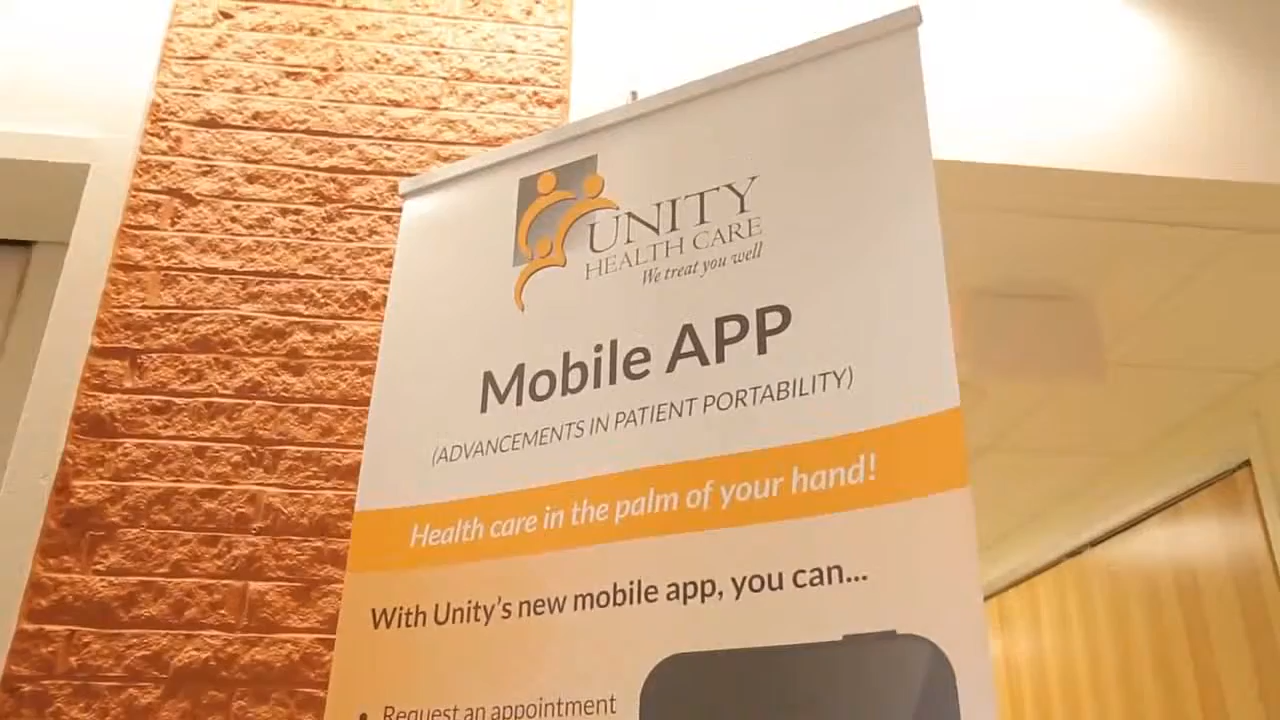 UNITY
HEALTH CARE
We treat you well
Mobile APP
(ADVANCEMENTS IN PATIENT PORTABILITY)
Health care in the palm of your hand!
With Unity's new mobile app, you can...
• Request an appointment